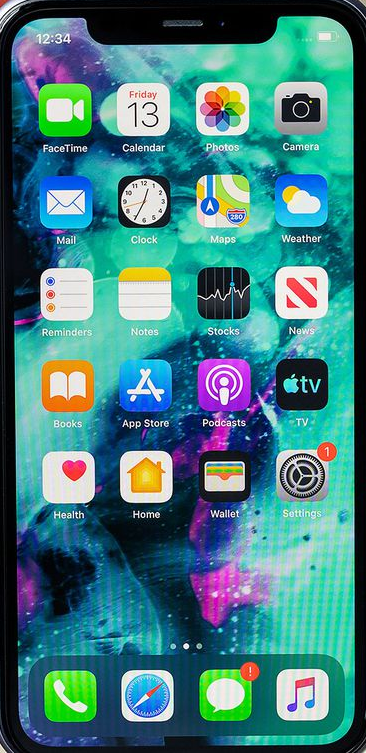 12:34
Friday
13
FaceTime
Calendar
Photos
Camera
280
Mail
Clock
Maps
Weather
Reminders
Notes
Stocks
News
tv
Books
App Store
Podcasts
TV
1
Health
Home
Wallet
Settings
!